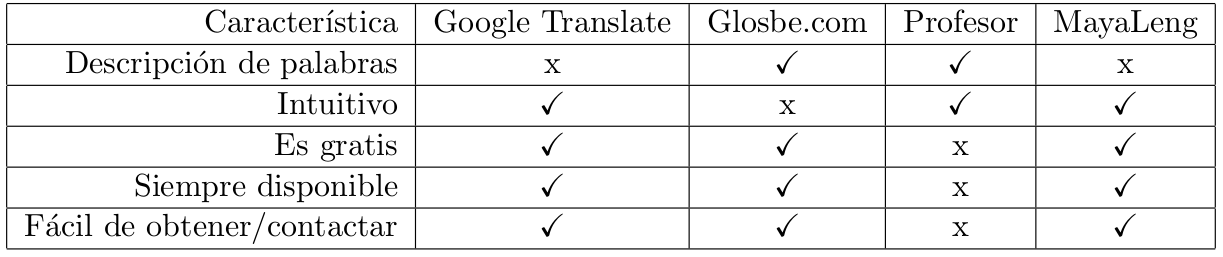 Característica Google Translate Glosbe.com Profesor MayaLeng
Descripción de palabras x ✓ ✓ x
Intuitivo ✓ x ✓ ✓
Es gratis ✓ ✓ x ✓
Siempre disponible ✓ ✓ x ✓
Fácil de obtener/contactar ✓ ✓ x ✓